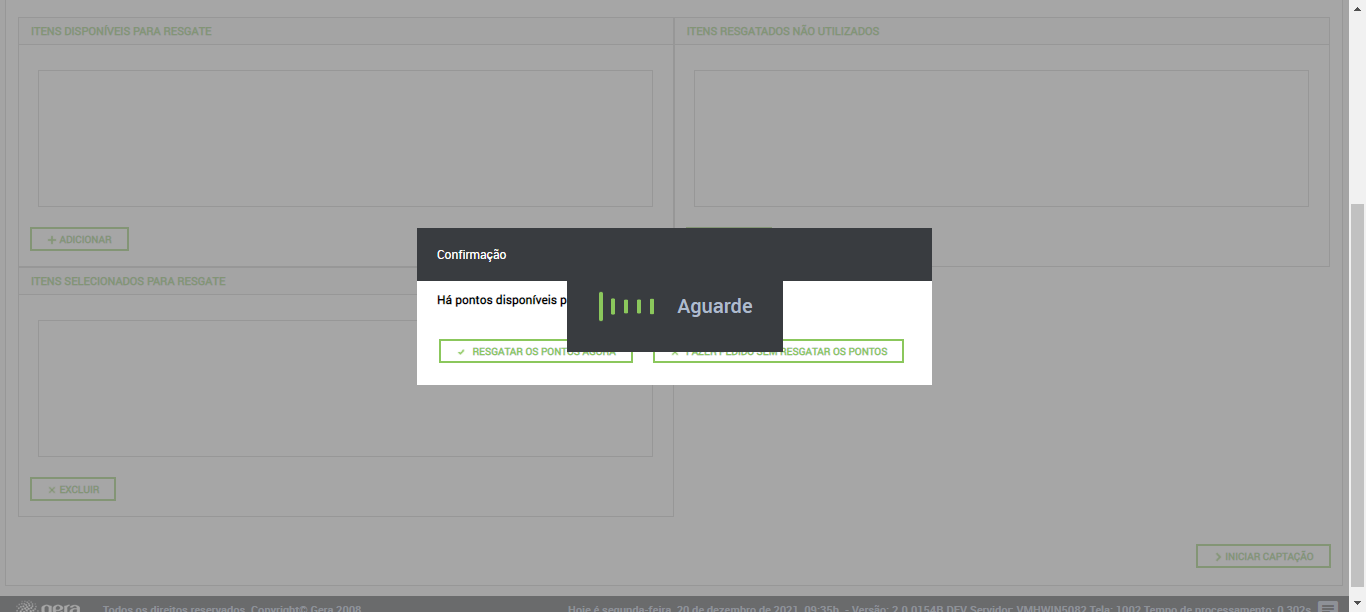 ITENS DISPONÍVEIS PARA RESGATE
ITENS RESGATADOS NÃO UTILIZADOS
ADICIONAR
Confirmação
ITENS SELECIONADOS PARA RESGATE
Há pontos disponíveis p
Aguarde
RESGATAR OS PONTOS AGORA
FAZER PEDIDO SEM RESGATAR OS PONTOS
EXCLUIR
INICIAR CAPTAÇÃO
gera Todos os direitos reservados. Copyright© Gera 2008 Hoje é segunda-feira, 20 de dezembro de 2021, 09:35h. - Versão: 2.0.0154B DEV Servidor: VMHWIN5082 Tela: 1002 Tempo de processamento: 0.302s